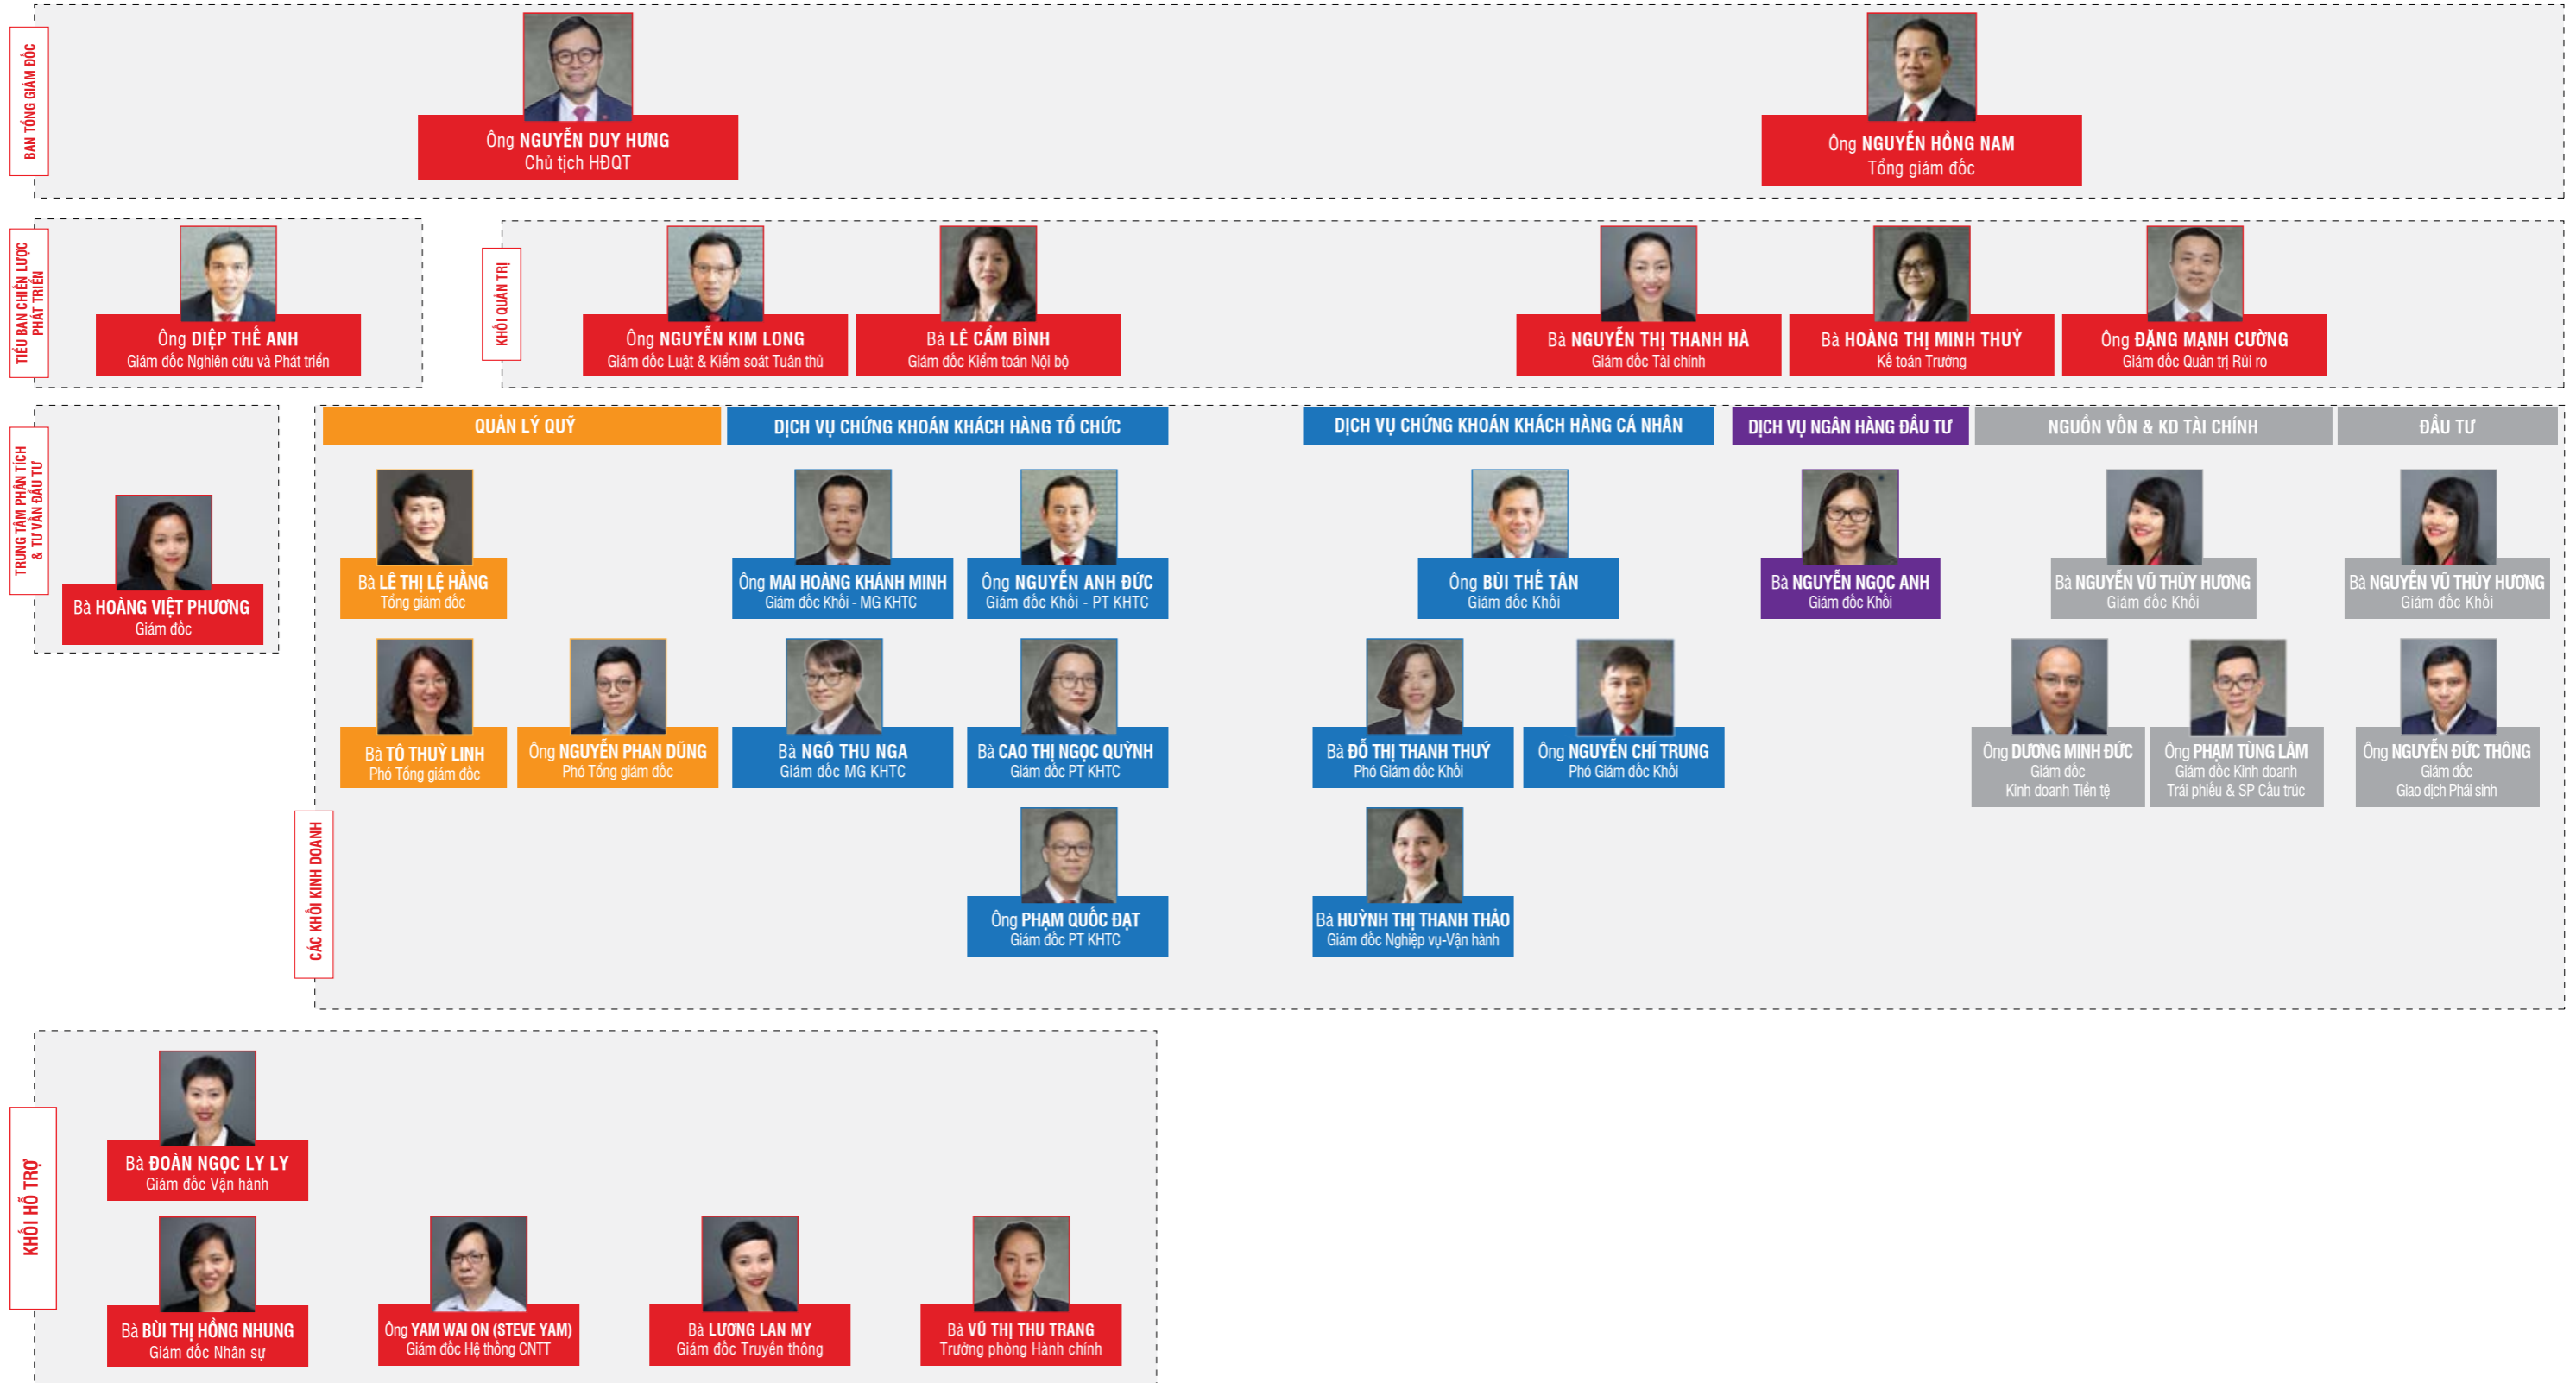 BAN TỔNG GIÁM ĐỐC
Ông NGUYỄN DUY HƯNG
Chủ tịch HĐQT
Ông NGUYỄN HỒNG NAM
Tổng giám đốc
TIỂU BAN CHIẾN LƯỢC
PHÁT TRIỂN
Ông DIỆP THẾ ANH
Giám đốc Nghiên cứu và Phát triển
KHỐI QUẢN TRỊ
Ông NGUYỄN KIM LONG
Giám đốc Luật & Kiểm soát Tuân thủ
Bà LÊ CẨM BÌNH
Giám đốc Kiểm toán Nội bộ
Bà NGUYỄN THỊ THANH HÀ
Giám đốc Tài chính
Bà HOÀNG THỊ MINH THUỶ
Kế toán Trưởng
Ông ĐẶNG MẠNH CƯỜNG
Giám đốc Quản trị Rủi ro
TRUNG TÂM PHÂN TÍCH
& TƯ VẤN ĐẦU TƯ
Bà HOÀNG VIỆT PHƯƠNG
Giám đốc
CÁC KHỐI KINH DOANH
QUẢN LÝ QUỸ
Bà LÊ THỊ LỆ HẰNG
Tổng giám đốc
Bà TÔ THUỲ LINH
Phó Tổng giám đốc
Ông NGUYỄN PHAN DŨNG
Phó Tổng giám đốc
DỊCH VỤ CHỨNG KHOÁN KHÁCH HÀNG TỔ CHỨC
Ông MAI HOÀNG KHÁNH MINH
Giám đốc Khối - MG KHTC
Ông NGUYỄN ANH ĐỨC
Giám đốc Khối - PT KHTC
Bà NGÔ THU NGA
Giám đốc MG KHTC
Bà CAO THỊ NGỌC QUỲNH
Giám đốc PT KHTC
Ông PHẠM QUỐC ĐẠT
Giám đốc PT KHTC
DỊCH VỤ CHỨNG KHOÁN KHÁCH HÀNG CÁ NHÂN
Ông BÙI THẾ TÂN
Giám đốc Khối
Bà ĐỖ THỊ THANH THUÝ
Phó Giám đốc Khối
Ông NGUYỄN CHÍ TRUNG
Phó Giám đốc Khối
Bà HUỲNH THỊ THANH THẢO
Giám đốc Nghiệp vụ-Vận hành
DỊCH VỤ NGÂN HÀNG ĐẦU TƯ
Bà NGUYỄN NGỌC ANH
Giám đốc Khối
NGUỒN VỐN & KD TÀI CHÍNH
Bà NGUYỄN VŨ THÙY HƯƠNG
Giám đốc Khối
Ông DƯƠNG MINH ĐỨC
Giám đốc
Kinh doanh Tiền tệ
Ông PHẠM TÙNG LÂM
Giám đốc Kinh doanh
Trái phiếu & SP Cấu trúc
ĐẦU TƯ
Bà NGUYỄN VŨ THÙY HƯƠNG
Giám đốc Khối
Ông NGUYỄN ĐỨC THÔNG
Giám đốc
Giao dịch Phái sinh
KHỐI HỖ TRỢ
Bà ĐOÀN NGỌC LY LY
Giám đốc Vận hành
Bà BÙI THỊ HỒNG NHUNG
Giám đốc Nhân sự
Ông YAM WAI ON (STEVE YAM)
Giám đốc Hệ thống CNTT
Bà LƯƠNG LAN MY
Giám đốc Truyền thông
Bà VŨ THỊ THU TRANG
Trưởng phòng Hành chính